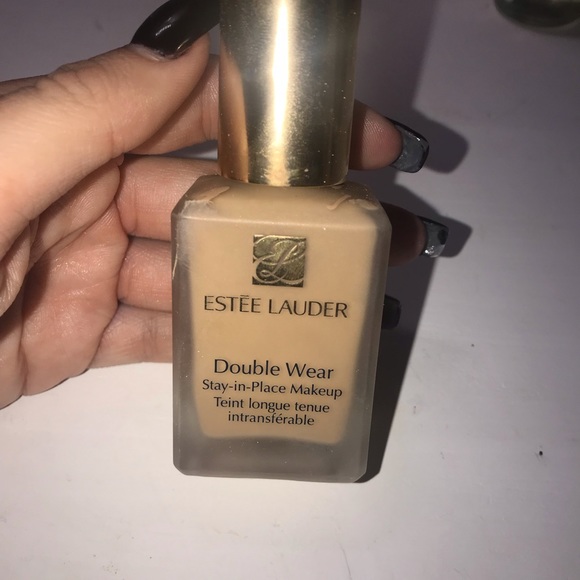 ESTĒE LAUDER
Double Wear
Stay-in-Place Makeup
Teint longue tenue
intransférable